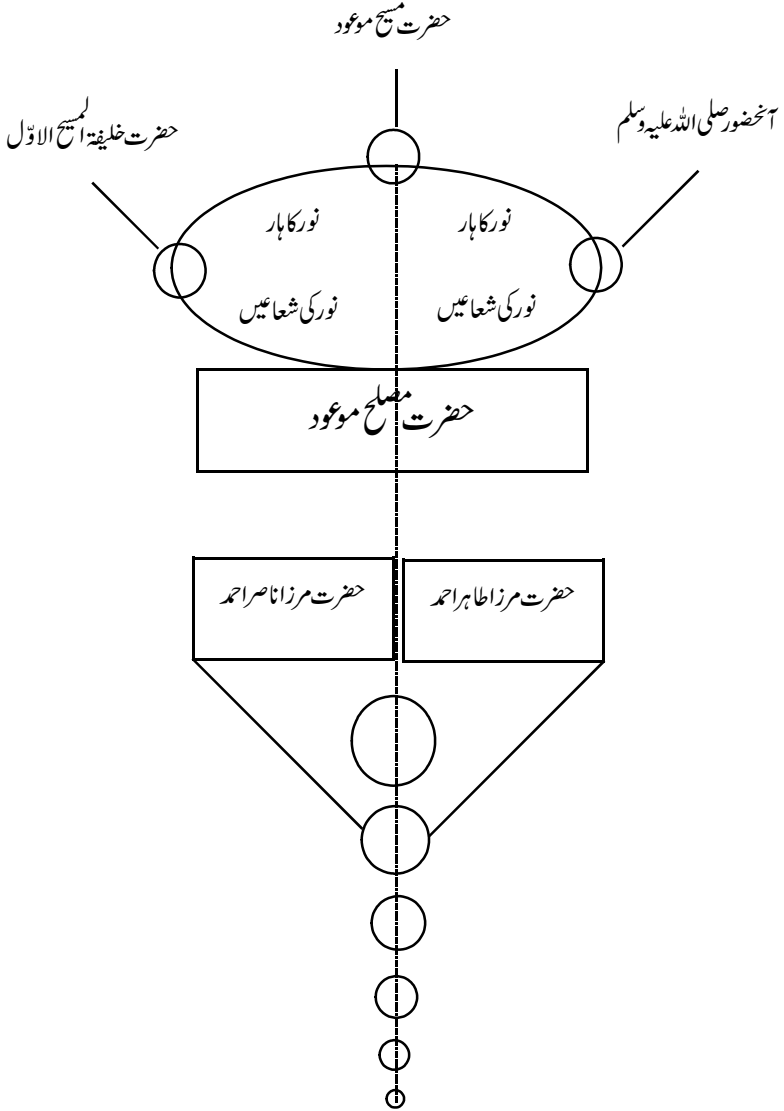 حضرت مسیح موعود
آنحضور صلی اللہ علیہ وسلم
حضرت خلیفۃ المسیح الاوّل
نور کا ہار
نور کا ہار
نور کی شعاعیں
نور کی شعاعیں
حضرت مصلح موعود
حضرت مرزا طاہر احمد
حضرت مرزا ناصر احمد